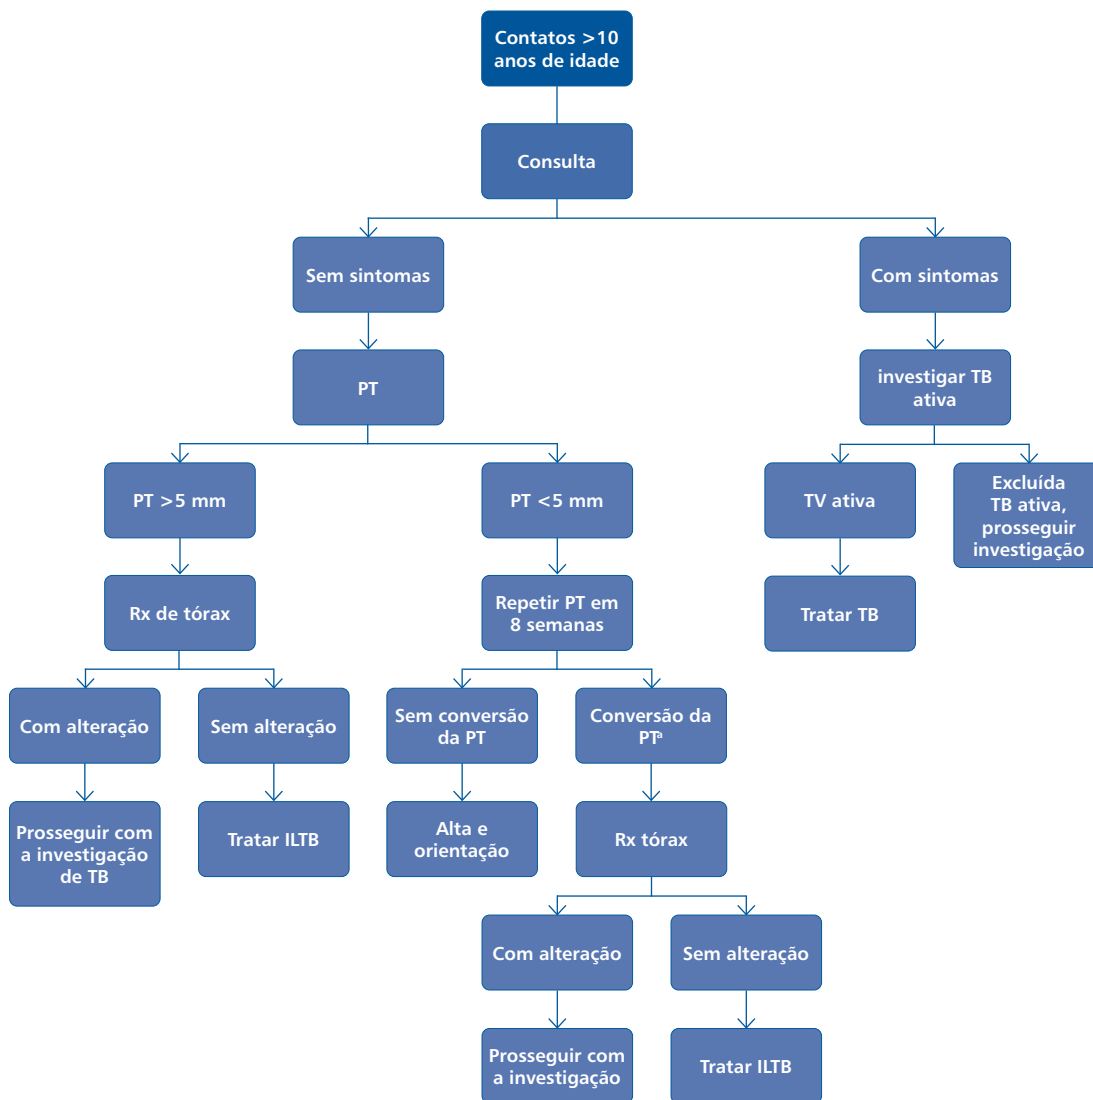 Contatos >10
anos de idade
Consulta
Sem sintomas
Com sintomas
PT
investigar TB
ativa
PT >5 mm
PT <5 mm
TV ativa
Excluída
TB ativa,
prosseguir
investigação
Rx de tórax
Repetir PT em
8 semanas
Tratar TB
Com alteração
Sem alteração
Sem conversão
da PT
Conversão da
PTª
Prosseguir com
a investigação
de TB
Tratar ILTB
Alta e
orientação
Rx tórax
Com alteração
Sem alteração
Prosseguir com
a investigação
Tratar ILTB